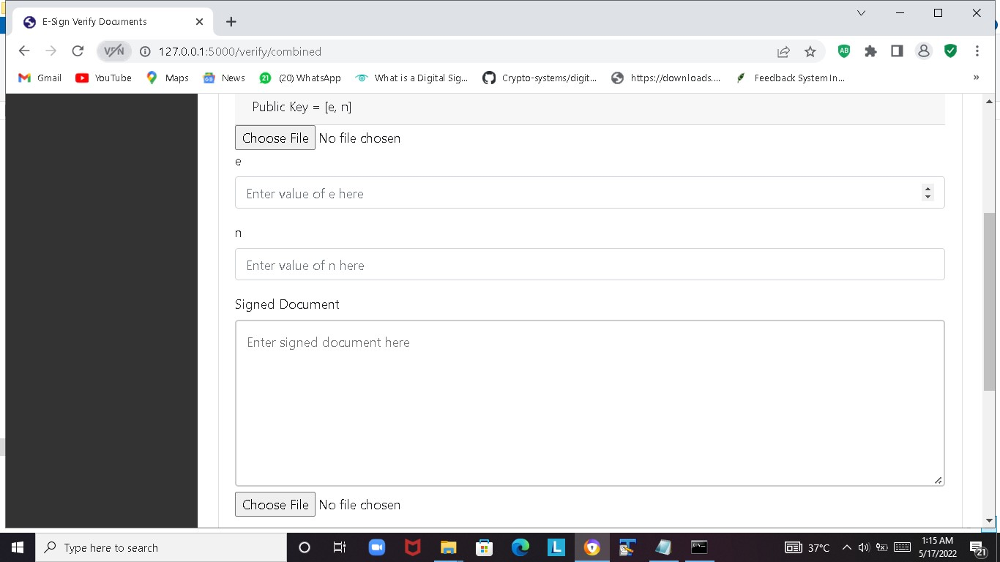 E-Sign Verify Documents
VPN
127.0.0.1:5000/verify/combined
AB
Gmail
YouTube
Maps
News
21
(20) WhatsApp
What is a Digital Sig...
Crypto-systems/digit...
https://downloads....
Feedback System In...
»
Public Key = [e, n]
Choose File No file chosen
e
Enter value of e here
n
Enter value of n here
Signed Document
Enter signed document here
Choose File No file chosen
Type here to search
L
37°C
1:15 AM
5/17/2022
21